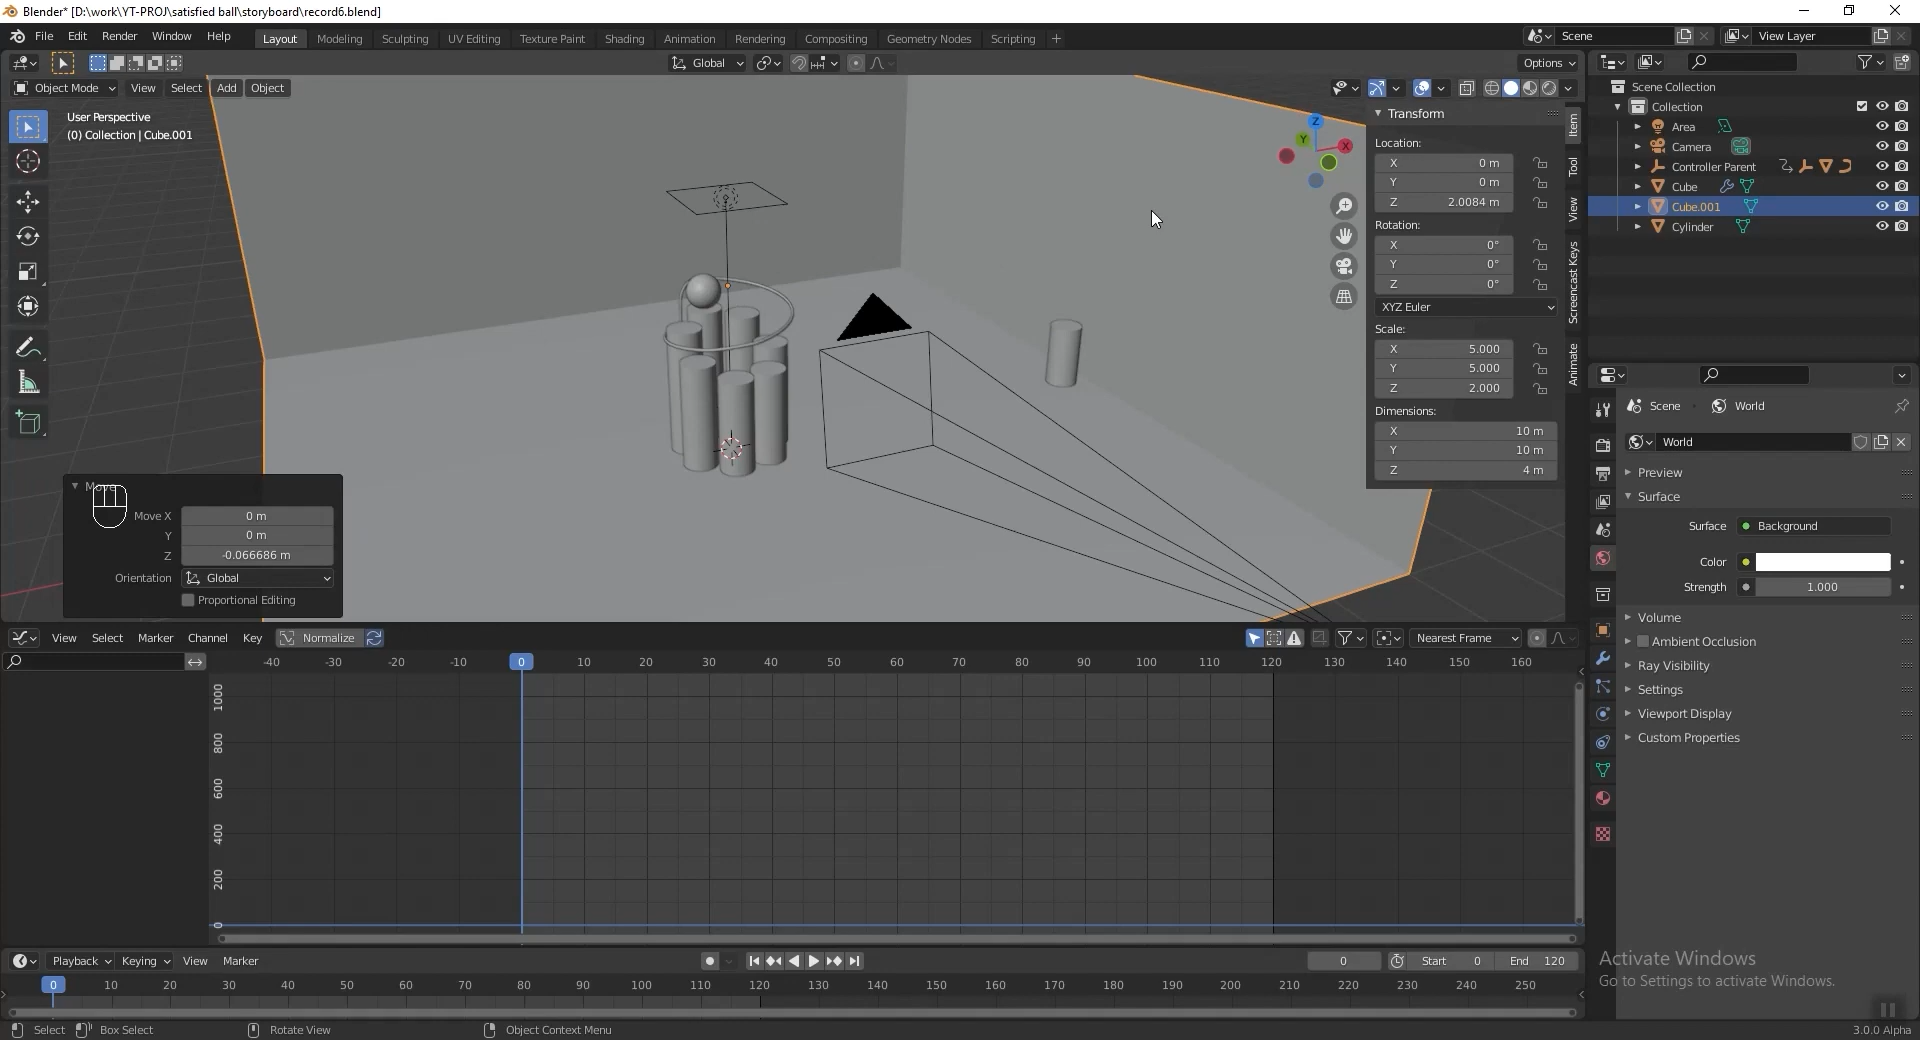 Blender* [D:\work\YT-PROJ\satisfied ball\storyboard\record6.blend]
File Edit Render Window Help Layout Modeling Sculpting UV Editing Texture Paint Shading Animation Rendering Compositing Geometry Nodes Scripting + Scene View Layer
Global Options
Object Mode View Select Add Object
User Perspective
(0) Collection | Cube.001
Z
Y
X
Transform
Location:
X 0 m
Y 0 m
Z 2.0084 m
Rotation:
X 0°
Y 0°
Z 0°
XYZ Euler
Scale:
X 5.000
Y 5.000
Z 2.000
Dimensions:
X 10 m
Y 10 m
Z 4 m
Item
Tool
View
Screencast Keys
Animate
Scene Collection
Collection
Area
Camera
Controller Parent
Cube
Cube.001
Cylinder
Scene World
World
Preview
Surface
Surface Background
Color
Strength 1.000
Volume
Ambient Occlusion
Ray Visibility
Settings
Viewport Display
Custom Properties
Move X 0 m
Y 0 m
Z -0.066686 m
Orientation Global
Proportional Editing
View Select Marker Channel Key Normalize Nearest Frame
-40 -30 -20 -10 0 10 20 30 40 50 60 70 80 90 100 110 120 130 140 150 160
1000
800
600
400
200
0
Playback Keying View Marker 0 Start 0 End 120
0 10 20 30 40 50 60 70 80 90 100 110 120 130 140 150 160 170 180 190 200 210 220 230 240 250
Activate Windows
Go to Settings to activate Windows.
Select Box Select Rotate View Object Context Menu 3.0.0 Alpha